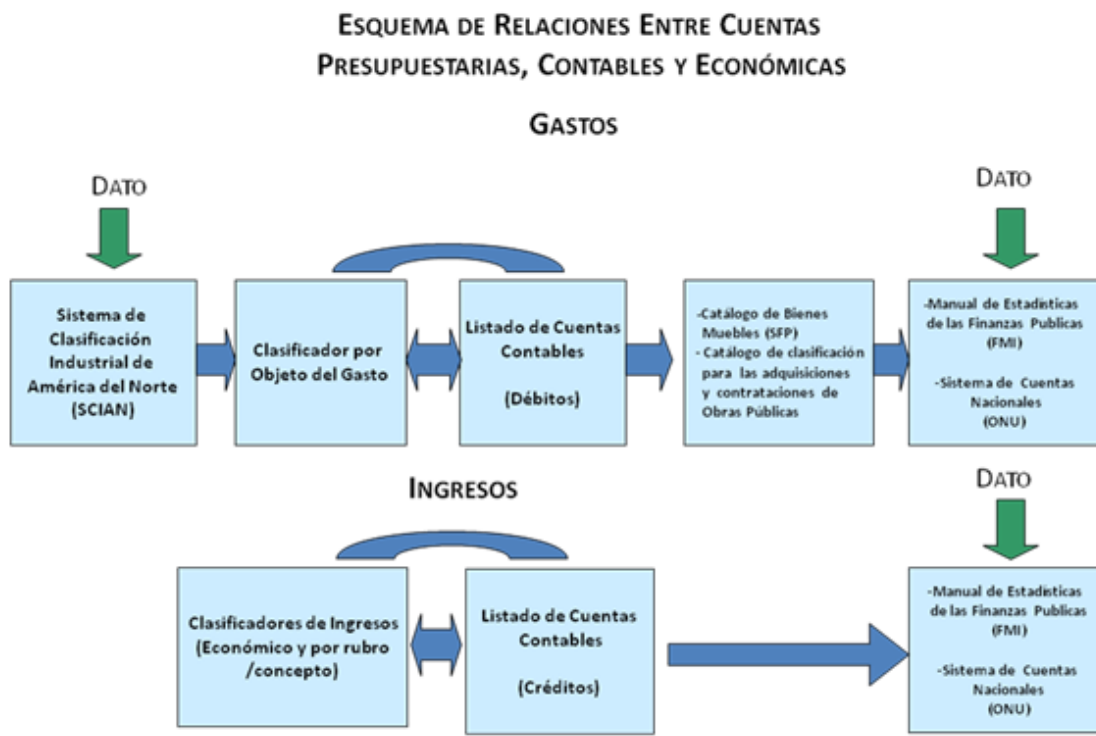 ESQUEMA DE RELACIONES ENTRE CUENTAS
PRESUPUESTARIAS, CONTABLES Y ECONÓMICAS
GASTOS
DATO
DATO
Sistema de
Clasificación
Industrial de
América del Norte
(SCIAN)
Clasificador por
Objeto del Gasto
Listado de Cuentas
Contables
(Débitos)
-Catálogo de Bienes
Muebles (SFP)
- Catálogo de clasificación
para las adquisiciones
y contrataciones de
Obras Públicas
-Manual de Estadísticas
de las Finanzas Publicas
(FMI)
-Sistema de Cuentas
Nacionales
(ONU)
INGRESOS
DATO
Clasificadores de Ingresos
(Económico y por rubro
/concepto)
Listado de Cuentas
Contables
(Créditos)
-Manual de Estadísticas
de las Finanzas Publicas
(FMI)
-Sistema de Cuentas
Nacionales
(ONU)